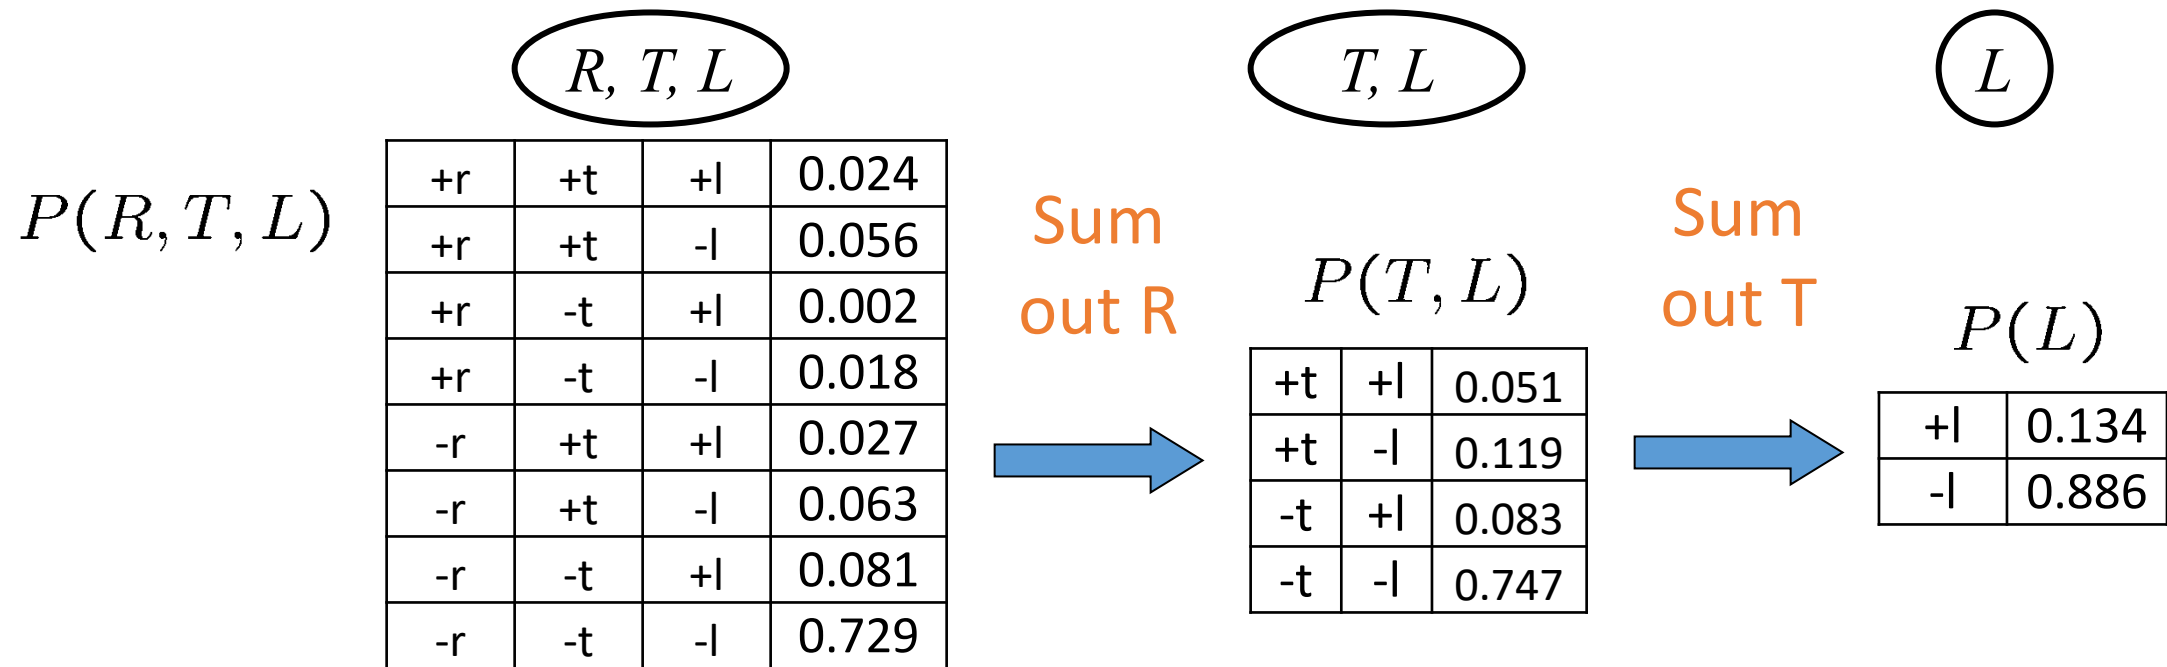 R, T, L
T, L
L
P(R, T, L)
+r +t +l 0.024
+r +t -l 0.056
+r -t +l 0.002
+r -t -l 0.018
-r +t +l 0.027
-r +t -l 0.063
-r -t +l 0.081
-r -t -l 0.729
Sum
out R
P(T, L)
+t +l 0.051
+t -l 0.119
-t +l 0.083
-t -l 0.747
Sum
out T
P(L)
+l 0.134
-l 0.886